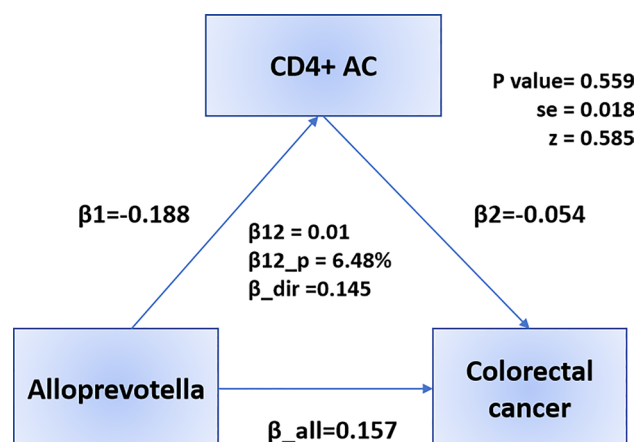 CD4+ AC
P value= 0.559
se = 0.018
z = 0.585
β1=-0.188
β2=-0.054
β12 = 0.01
β12_p = 6.48%
β_dir =0.145
Alloprevotella
Colorectal
cancer
β_all=0.157